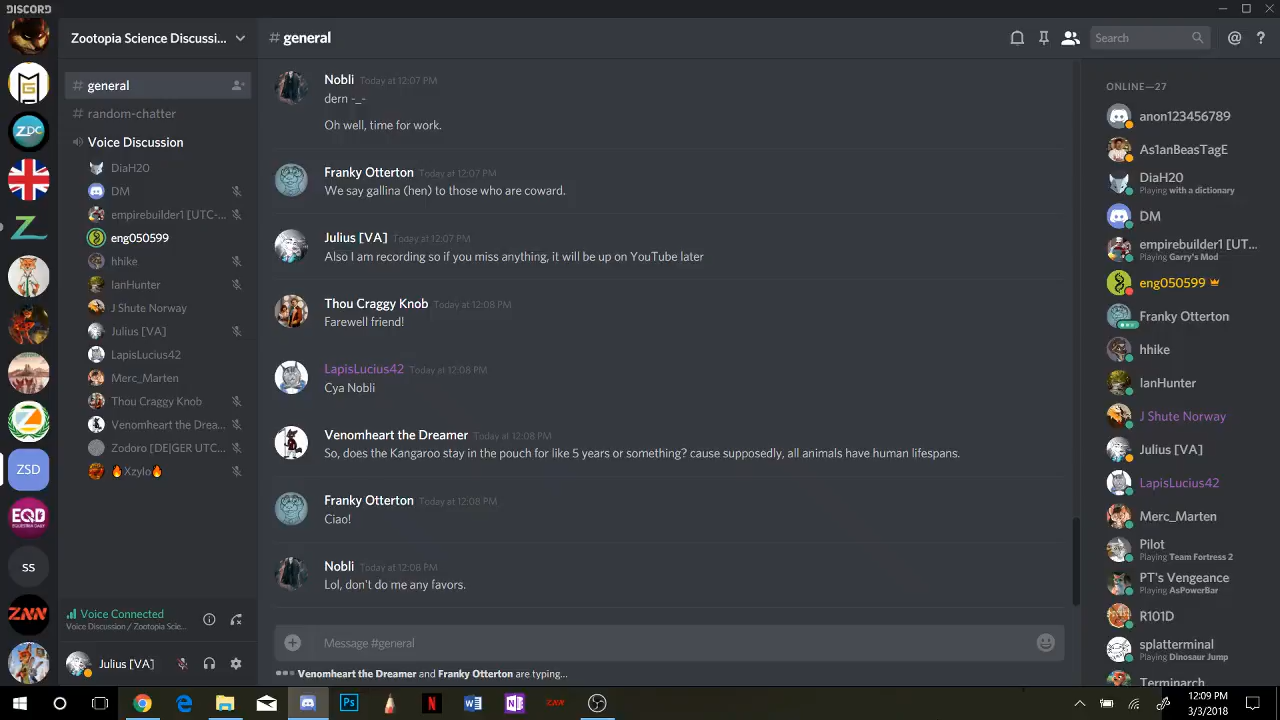 DISCORD
Zootopia Science Discussi...
# general
Search
@
?
# general
# random-chatter
Voice Discussion
DiaH20
DM
empirebuilder1 [UTC-...
eng050599
hhike
IanHunter
J Shute Norway
Julius [VA]
LapisLucius42
Merc_Marten
Thou Craggy Knob
Venomheart the Drea...
Zodoro [DE|GER UTC...
🔥Xzylo🔥
Voice Connected
Voice Discussion / Zootopia Scie...
Julius [VA]
ZDC
ZSD
EQD
EQUESTRIA DAILY
ss
ZNN
Nobli Today at 12:07 PM
dern -_-
Oh well, time for work.
Franky Otterton Today at 12:07 PM
We say gallina (hen) to those who are coward.
Julius [VA] Today at 12:07 PM
Also I am recording so if you miss anything, it will be up on YouTube later
Thou Craggy Knob Today at 12:08 PM
Farewell friend!
LapisLucius42 Today at 12:08 PM
Cya Nobli
Venomheart the Dreamer Today at 12:08 PM
So, does the Kangaroo stay in the pouch for like 5 years or something? cause supposedly, all animals have human lifespans.
Franky Otterton Today at 12:08 PM
Ciao!
Nobli Today at 12:08 PM
Lol, don't do me any favors.
Message #general
Venomheart the Dreamer and Franky Otterton are typing...
ONLINE—27
anon123456789
As1anBeasTagE
DiaH20
Playing with a dictionary
DM
empirebuilder1 [UT...
Playing Garry's Mod
eng050599
Franky Otterton
hhike
IanHunter
J Shute Norway
Julius [VA]
LapisLucius42
Merc_Marten
Pilot
Playing Team Fortress 2
PT's Vengeance
Playing AsPowerBar
R101D
splatterminal
Playing Dinosaur Jump
Terminarch
Ps
N
W
N
ZNN
12:09 PM
3/3/2018